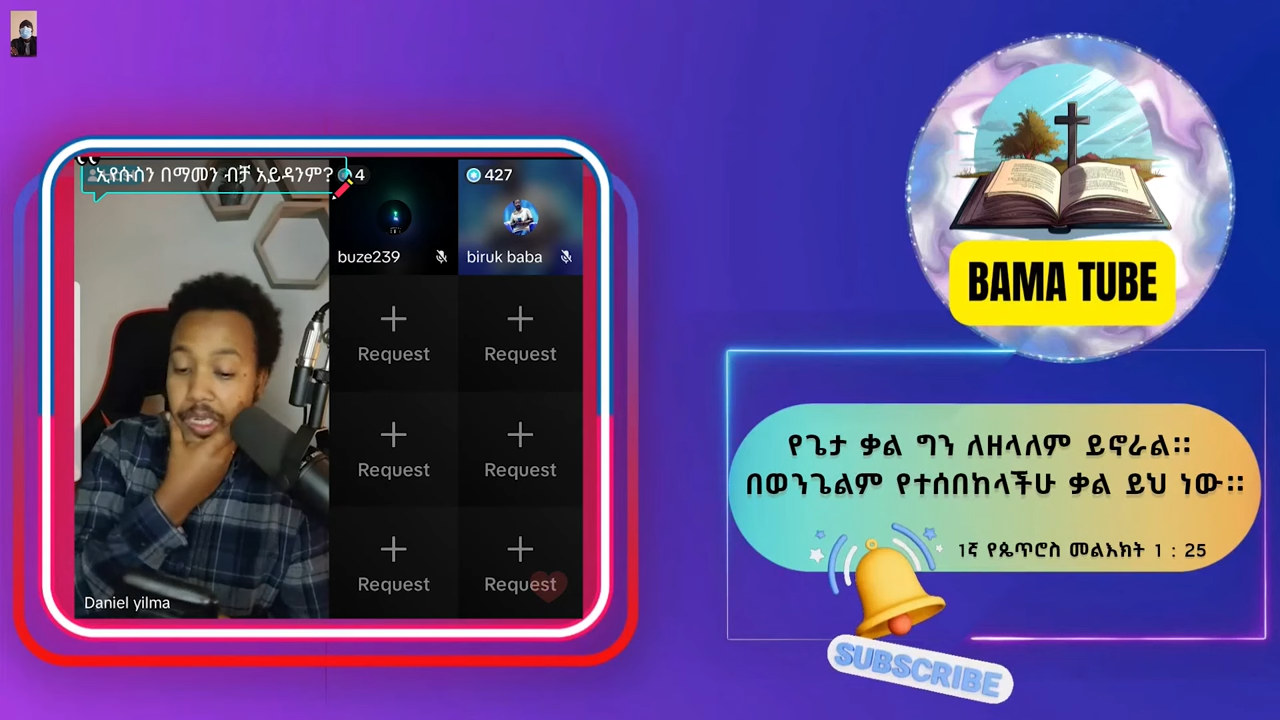 ኢየሱስን በማመን ብቻ አይዳንም?
4
427
buze239
biruk baba
Request
Request
Request
Request
Request
Request
Daniel yilma
BAMA TUBE
የጌታ ቃል ግን ለዘላለም ይኖራል።
በወንጌልም የተሰበከላችሁ ቃል ይህ ነው።
1ኛ የጴጥሮስ መልእክት 1 : 25
SUBSCRIBE